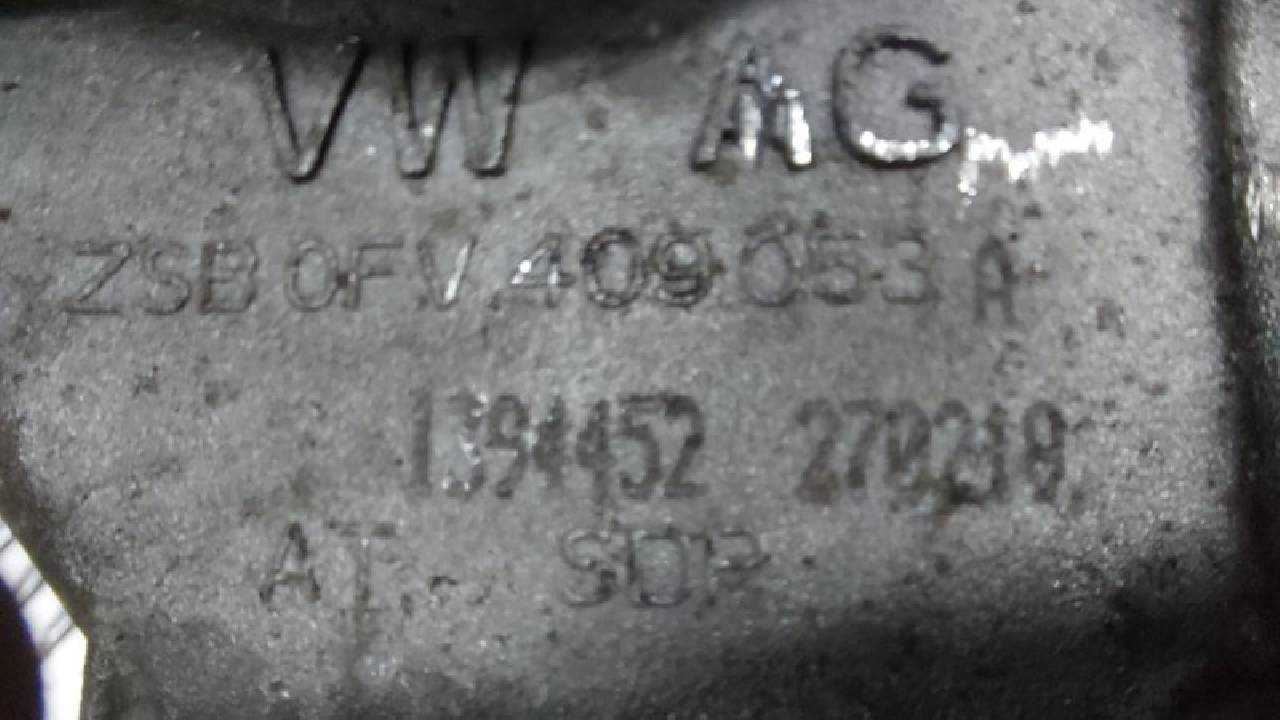 VW AG
ZSB 0FV.409.053 A
1394452 270218
AT. SDP